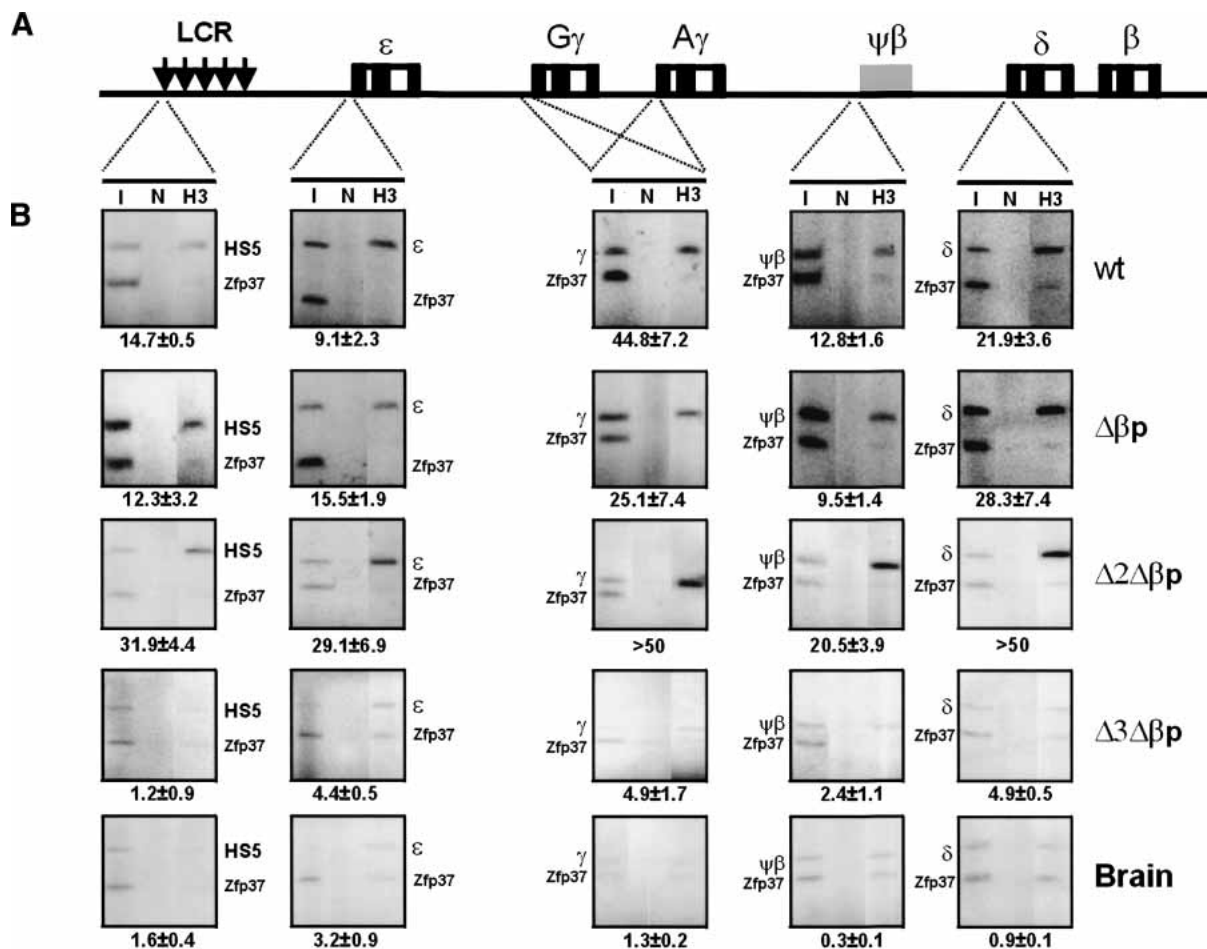 A
LCR ε Gγ Aγ ψβ δ β
I N H3 I N H3 I N H3 I N H3 I N H3
B
HS5 ε γ ψβ δ wt
Zfp37 Zfp37 Zfp37 Zfp37 Zfp37
14.7±0.5 9.1±2.3 44.8±7.2 12.8±1.6 21.9±3.6
HS5 ε γ ψβ δ Δβp
Zfp37 Zfp37 Zfp37 Zfp37 Zfp37
12.3±3.2 15.5±1.9 25.1±7.4 9.5±1.4 28.3±7.4
HS5 ε γ ψβ δ Δ2Δβp
Zfp37 Zfp37 Zfp37 Zfp37 Zfp37
31.9±4.4 29.1±6.9 >50 20.5±3.9 >50
HS5 ε γ ψβ δ Δ3Δβp
Zfp37 Zfp37 Zfp37 Zfp37 Zfp37
1.2±0.9 4.4±0.5 4.9±1.7 2.4±1.1 4.9±0.5
HS5 ε γ ψβ δ Brain
Zfp37 Zfp37 Zfp37 Zfp37 Zfp37
1.6±0.4 3.2±0.9 1.3±0.2 0.3±0.1 0.9±0.1